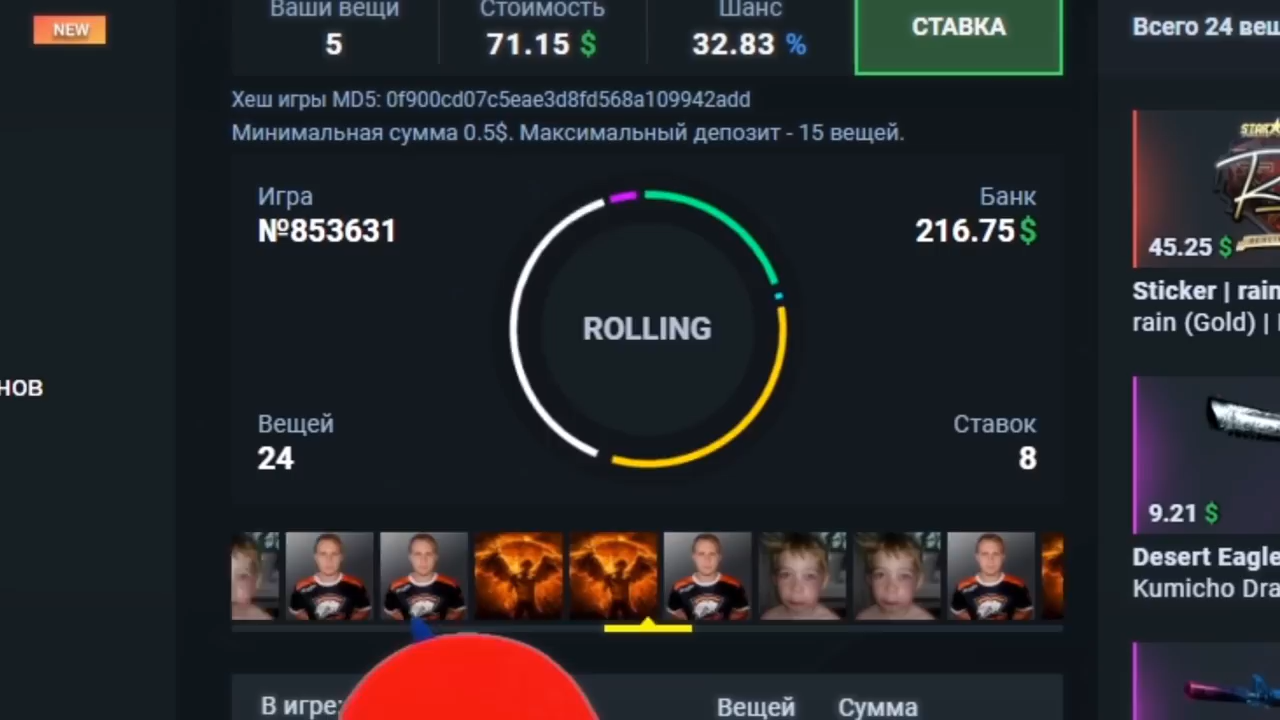 NEW
Ваши вещи
5
Стоимость
71.15 $
Шанс
32.83 %
СТАВКА
Хеш игры MD5: 0f900cd07c5eae3d8fd568a109942add
Минимальная сумма 0.5$. Максимальный депозит - 15 вещей.
Игра
№853631
Банк
216.75 $
ROLLING
Вещей
24
Ставок
8
В игре:
Вещей
Сумма
нов
Всего 24 вещ
45.25 $
Sticker | rain
rain (Gold) |
9.21 $
Desert Eagle
Kumicho Dra